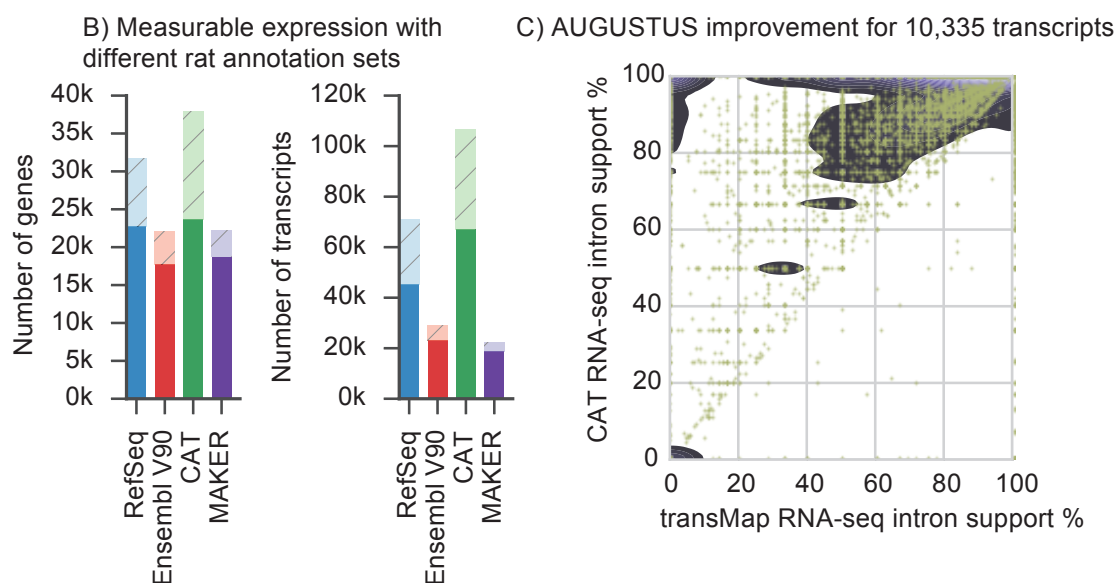 B) Measurable expression with
different rat annotation sets
Number of genes
40k
35k
30k
25k
20k
15k
10k
5k
0k
RefSeq
Ensembl V90
CAT
MAKER
Number of transcripts
120k
100k
80k
60k
40k
20k
0k
RefSeq
Ensembl V90
CAT
MAKER
C) AUGUSTUS improvement for 10,335 transcripts
CAT RNA-seq intron support %
100
80
60
40
20
0
0 20 40 60 80 100
transMap RNA-seq intron support %